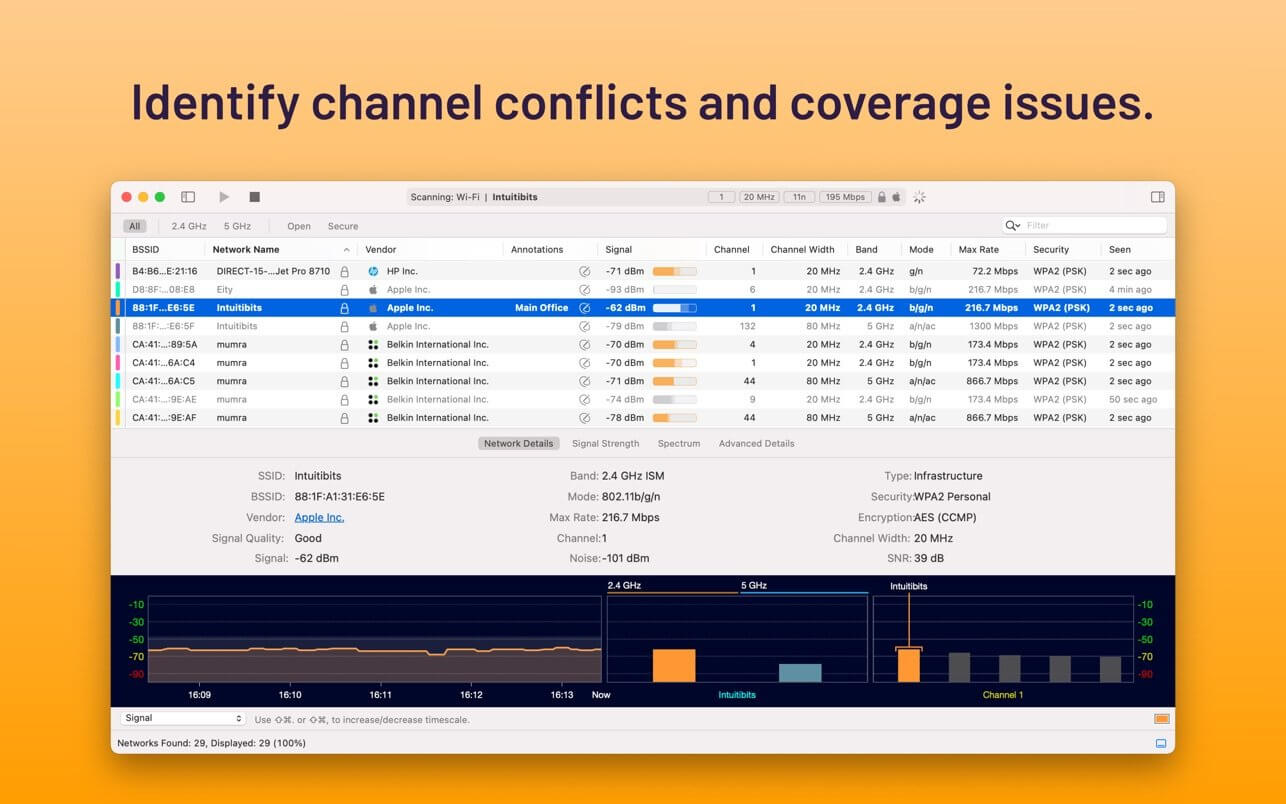 Identify channel conflicts and coverage issues.
Scanning: Wi-Fi | Intuitibits 1 20 MHz 11n 195 Mbps
All 2.4 GHz 5 GHz Open Secure Filter
BSSID Network Name Vendor Annotations Signal Channel Channel Width Band Mode Max Rate Security Seen
B4:B6...E:21:16 DIRECT-15-...Jet Pro 8710 HP Inc. -71 dBm 1 20 MHz 2.4 GHz g/n 72.2 Mbps WPA2 (PSK) 2 sec ago
D8:8F:...:08:E8 Eity Apple Inc. -93 dBm 6 20 MHz 2.4 GHz b/g/n 216.7 Mbps WPA2 (PSK) 4 min ago
88:1F...E6:5E Intuitibits Apple Inc. Main Office -62 dBm 1 20 MHz 2.4 GHz b/g/n 216.7 Mbps WPA2 (PSK) 2 sec ago
88:1F:...:E6:5F Intuitibits Apple Inc. -79 dBm 132 80 MHz 5 GHz a/n/ac 1300 Mbps WPA2 (PSK) 2 sec ago
CA:41:...:89:5A mumra Belkin International Inc. -70 dBm 4 20 MHz 2.4 GHz b/g/n 173.4 Mbps WPA2 (PSK) 2 sec ago
CA:41:...:6A:C4 mumra Belkin International Inc. -70 dBm 1 20 MHz 2.4 GHz b/g/n 173.4 Mbps WPA2 (PSK) 2 sec ago
CA:41:...:6A:C5 mumra Belkin International Inc. -71 dBm 44 80 MHz 5 GHz a/n/ac 866.7 Mbps WPA2 (PSK) 2 sec ago
CA:41:...:9E:AE mumra Belkin International Inc. -74 dBm 9 20 MHz 2.4 GHz b/g/n 173.4 Mbps WPA2 (PSK) 50 sec ago
CA:41:...:9E:AF mumra Belkin International Inc. -78 dBm 44 80 MHz 5 GHz a/n/ac 866.7 Mbps WPA2 (PSK) 2 sec ago
Network Details Signal Strength Spectrum Advanced Details
SSID: Intuitibits Band: 2.4 GHz ISM Type: Infrastructure
BSSID: 88:1F:A1:31:E6:5E Mode: 802.11b/g/n Security: WPA2 Personal
Vendor: Apple Inc. Max Rate: 216.7 Mbps Encryption: AES (CCMP)
Signal Quality: Good Channel: 1 Channel Width: 20 MHz
Signal: -62 dBm Noise: -101 dBm SNR: 39 dB
2.4 GHz 5 GHz Intuitibits
-10 -10
-30 -30
-50 -50
-70 -70
-90 -90
16:09 16:10 16:11 16:12 16:13 Now Intuitibits Channel 1
Signal Use ⇧⌘. or ⇧⌘, to increase/decrease timescale.
Networks Found: 29, Displayed: 29 (100%)